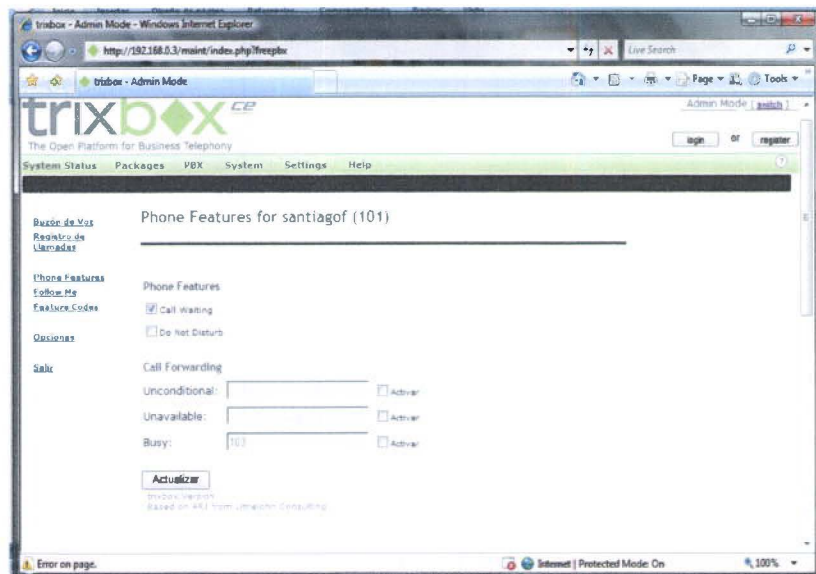 trixbox - Admin Mode - Windows Internet Explorer
http://192.168.0.3/maint/index.php?freepbx
Live Search
trixbox - Admin Mode
Page
Tools
trixbox CE
Admin Mode [ switch ]
The Open Platform for Business Telephony
login or register
System Status Packages PBX System Settings Help
Phone Features for santiagof (101)
Buzón de Voz
Registro de
Llamadas
Phone Features
Follow Me
Feature Codes
Opciones
Salir
Phone Features
Call Waiting
Do Not Disturb
Call Forwarding
Unconditional: Activar
Unavailable: Activar
Busy: 103 Activar
Actualizar
trixbox Version
Based on ARI from Littlejohn Consulting
Error on page.
Internet | Protected Mode: On
100%